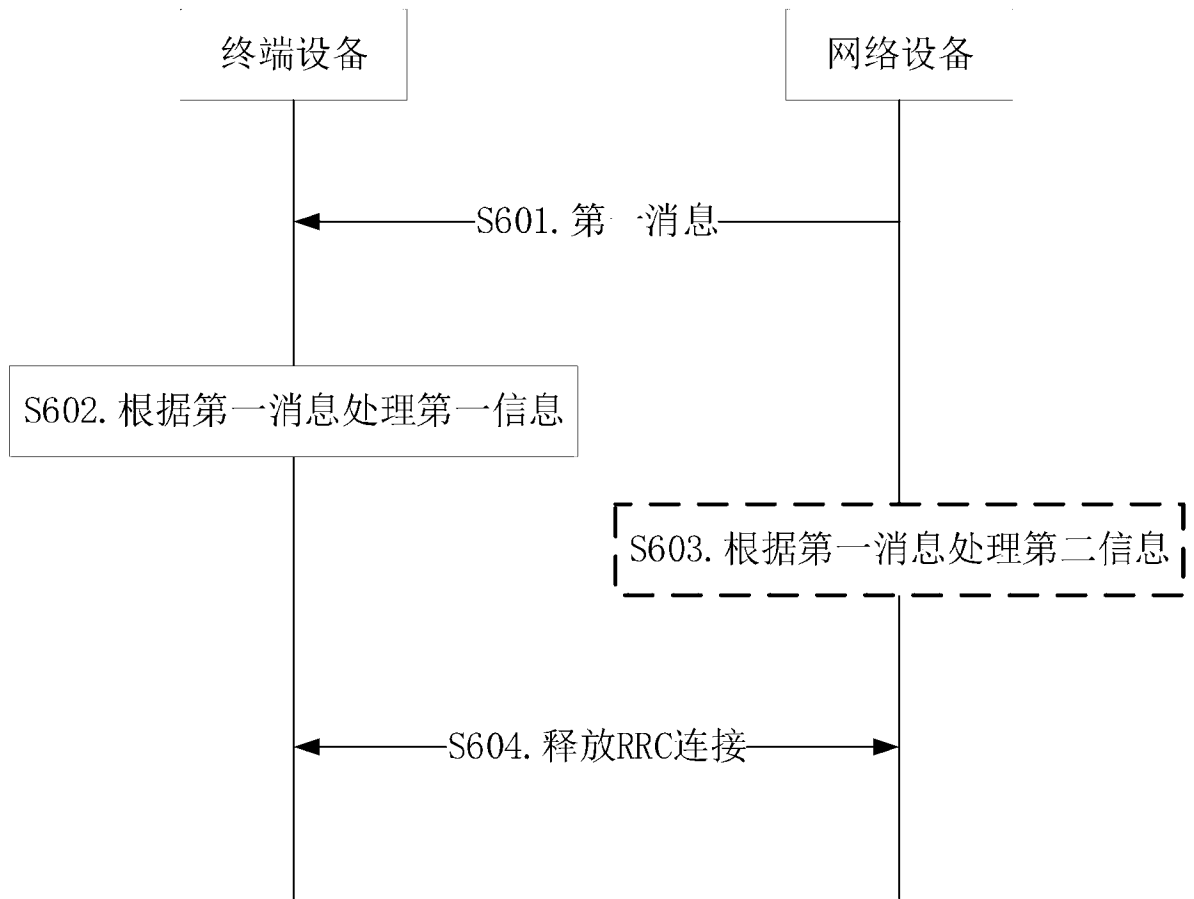 终端设备
网络设备
S601.第一消息
S602.根据第一消息处理第一信息
S603.根据第一消息处理第二信息
S604.释放RRC连接